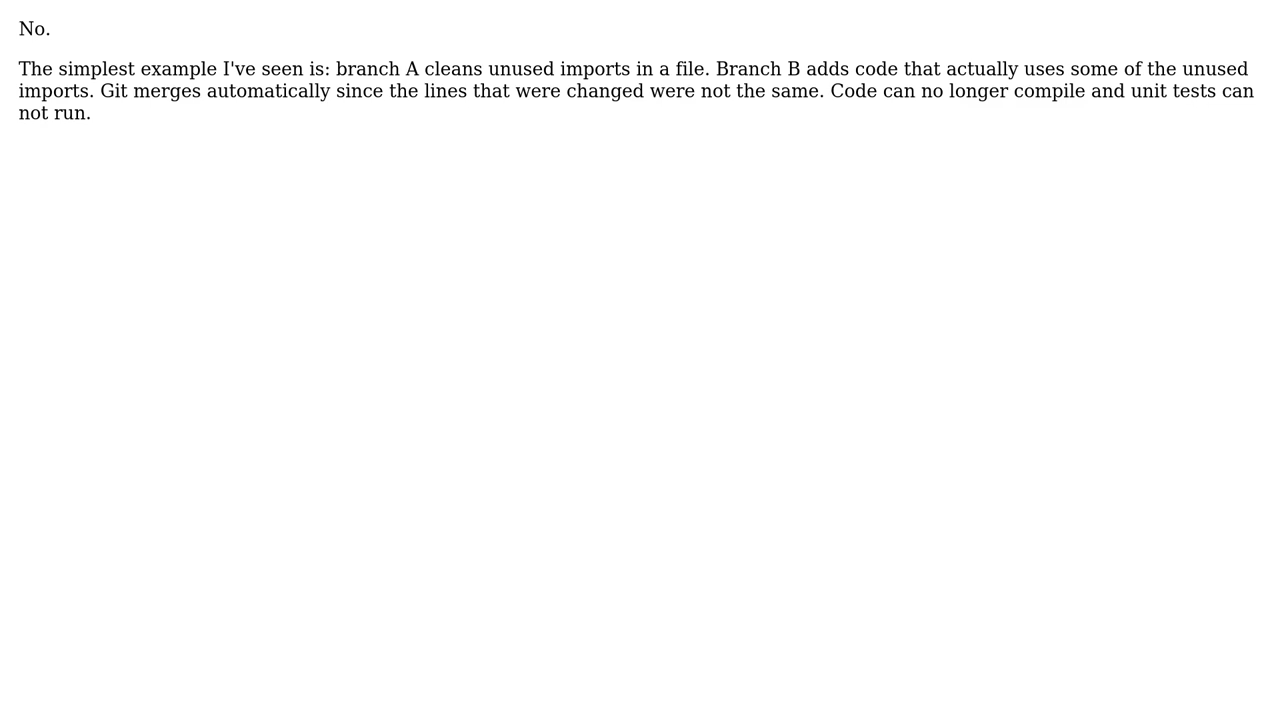 No.
The simplest example I've seen is: branch A cleans unused imports in a file. Branch B adds code that actually uses some of the unused
imports. Git merges automatically since the lines that were changed were not the same. Code can no longer compile and unit tests can
not run.